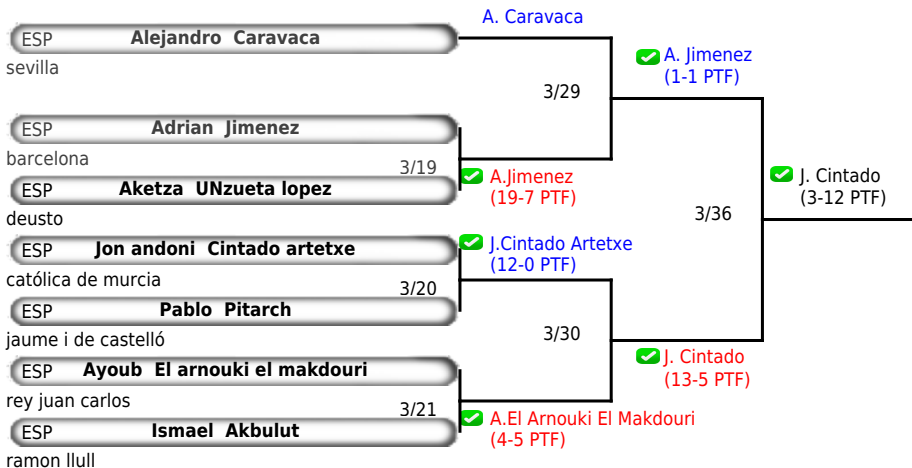 A. Caravaca
ESP Alejandro Caravaca
sevilla
A. Jimenez
(1-1 PTF)
3/29
ESP Adrian Jimenez
barcelona
3/19
ESP Aketza UNzueta lopez
deusto
A.Jimenez
(19-7 PTF)
J. Cintado
(3-12 PTF)
3/36
ESP Jon andoni Cintado artetxe
católica de murcia
J.Cintado Artetxe
(12-0 PTF)
3/20
ESP Pablo Pitarch
jaume i de castelló
3/30
J. Cintado
(13-5 PTF)
ESP Ayoub El arnouki el makdouri
rey juan carlos
3/21
ESP Ismael Akbulut
ramon llull
A.El Arnouki El Makdouri
(4-5 PTF)